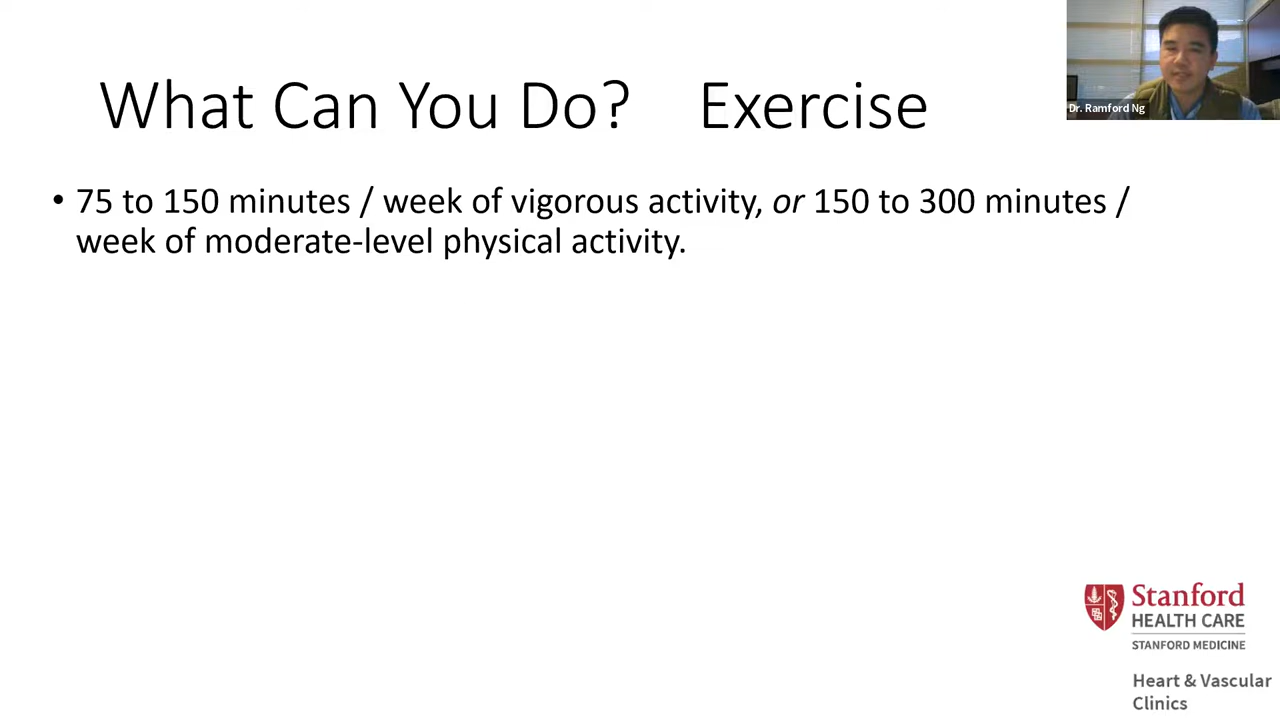 What Can You Do? Exercise
Dr. Ramford Ng
• 75 to 150 minutes / week of vigorous activity, or 150 to 300 minutes /
week of moderate-level physical activity.
Stanford
HEALTH CARE
STANFORD MEDICINE
Heart & Vascular
Clinics